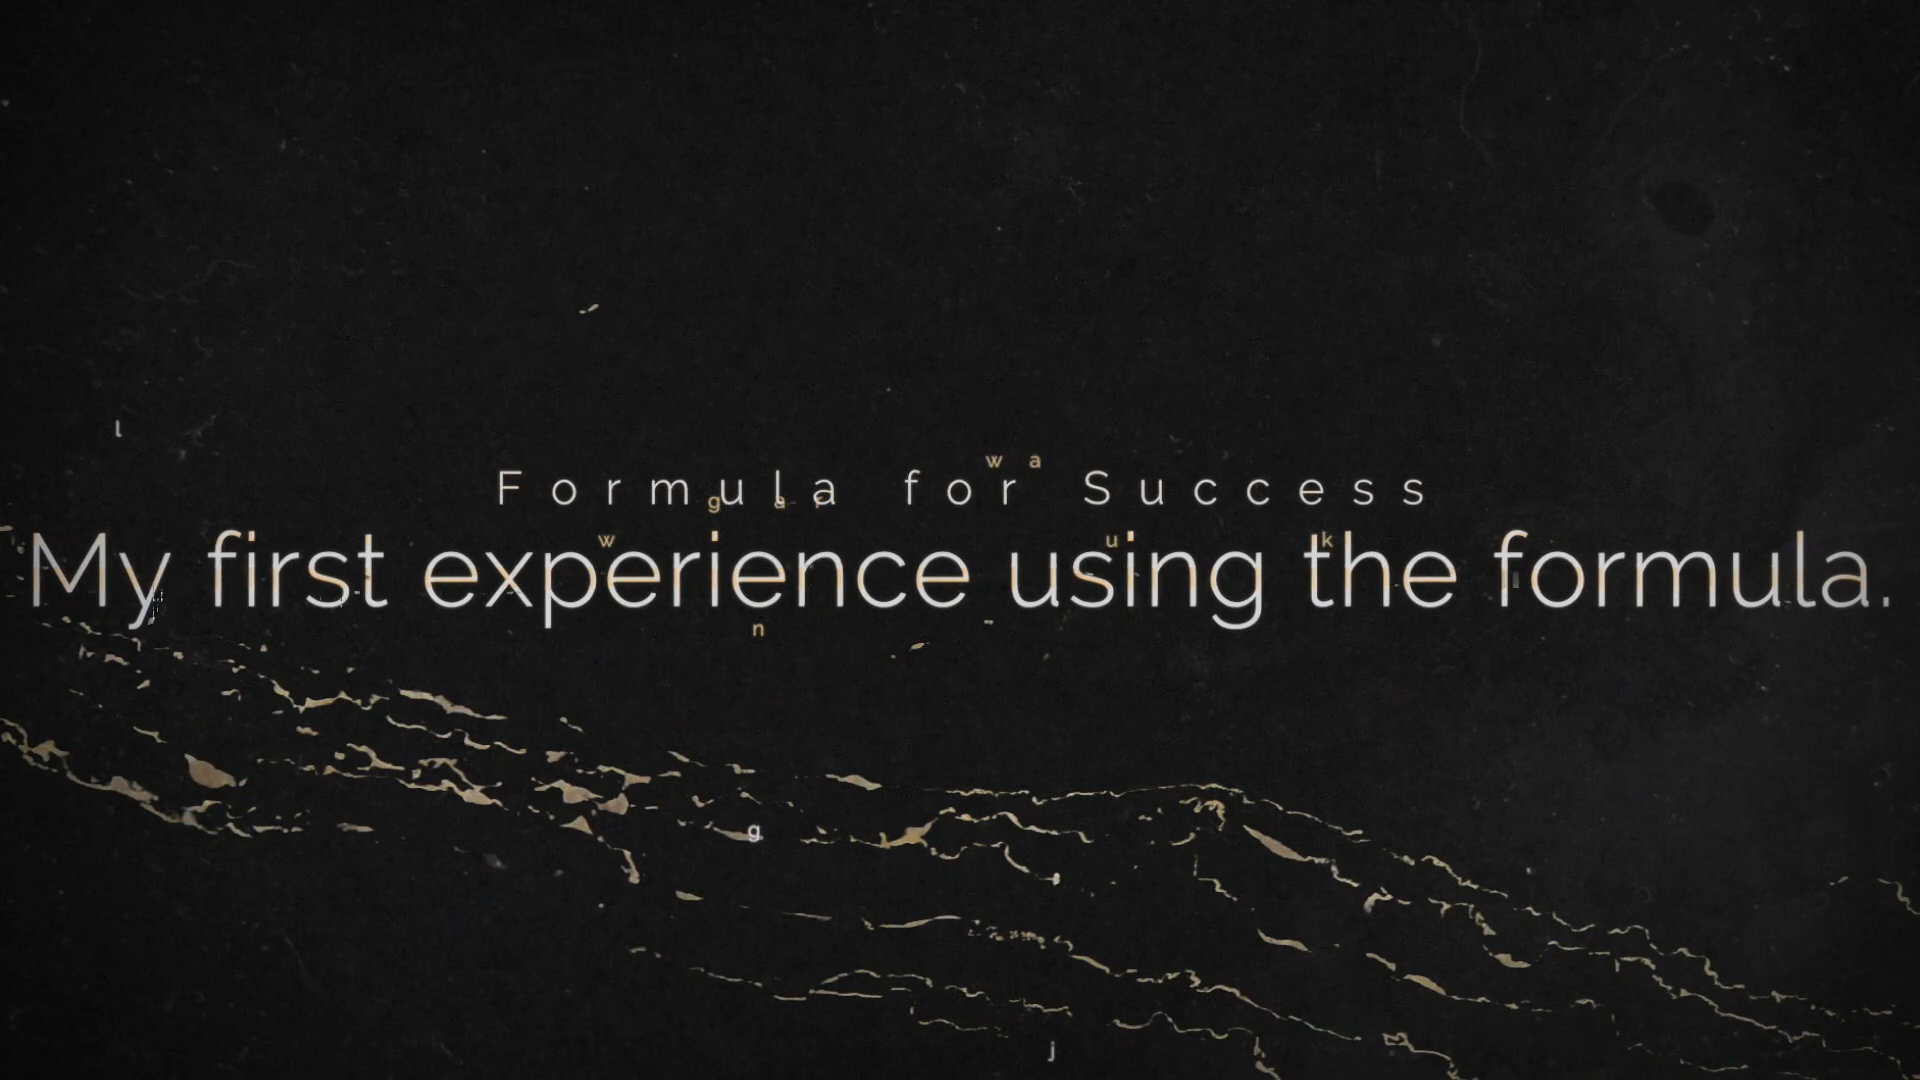 Formula for Success
My first experience using the formula.